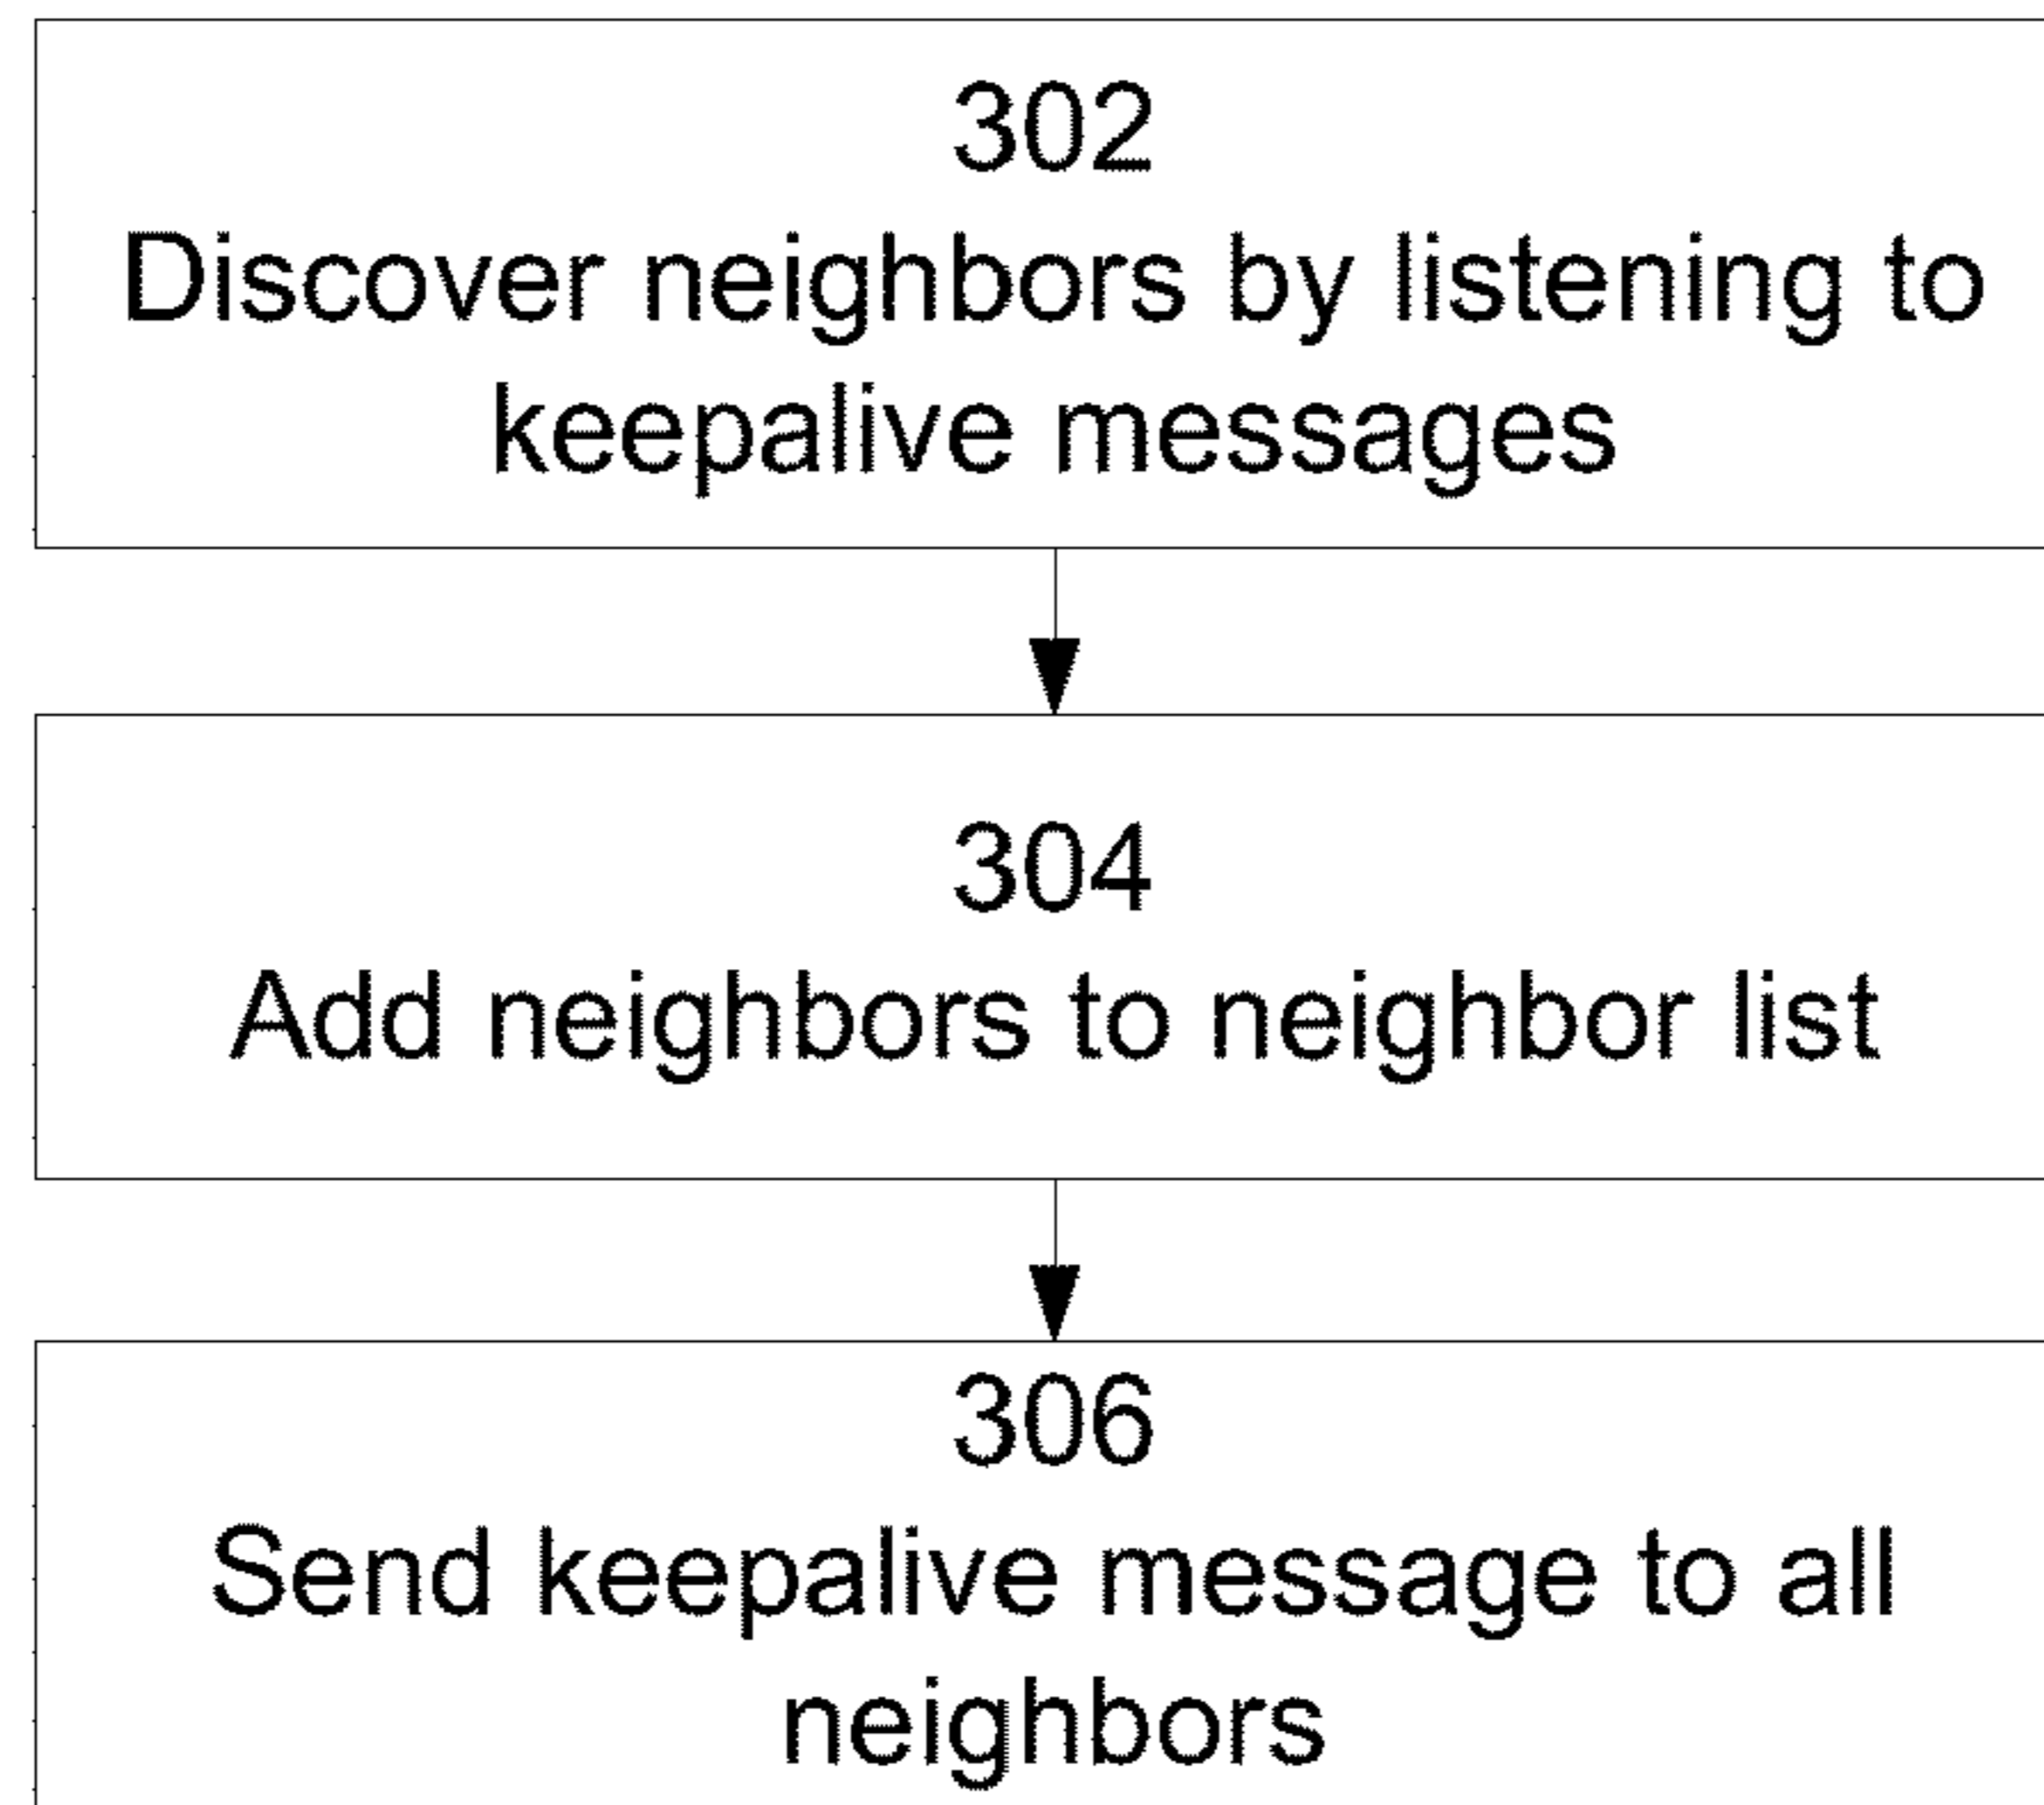 302
Discover neighbors by listening to
keepalive messages
304
Add neighbors to neighbor list
306
Send keepalive message to all
neighbors